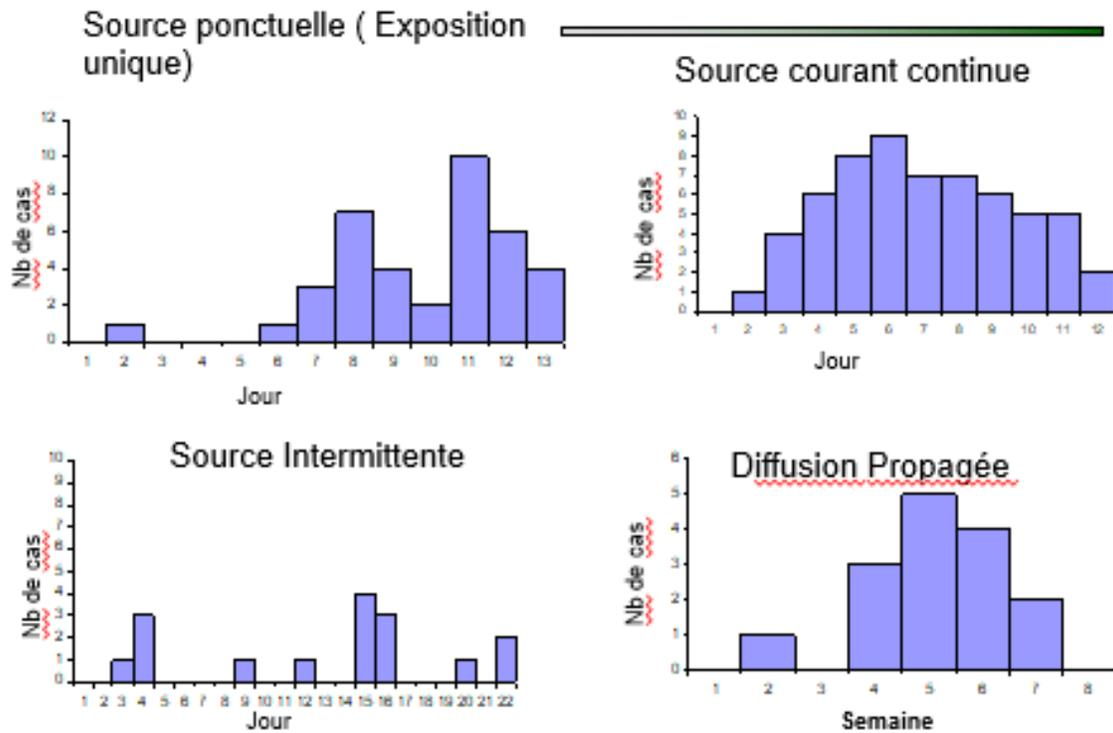 Source ponctuelle ( Exposition
unique)
Source courant continue
12
10
8
6
4
2
0
Nb de cas
1 2 3 4 5 6 7 8 9 10 11 12 13
Jour
10
9
8
7
6
5
4
3
2
1
0
Nb de cas
1 2 3 4 5 6 7 8 9 10 11 12
Jour
Source Intermittente
10
9
8
7
6
5
4
3
2
1
0
Nb de cas
1 2 3 4 5 6 7 8 9 10 11 12 13 14 15 16 17 18 19 20 21 22
Jour
Diffusion Propagée
6
5
4
3
2
1
0
Nb de cas
1 2 3 4 5 6 7 8
Semaine